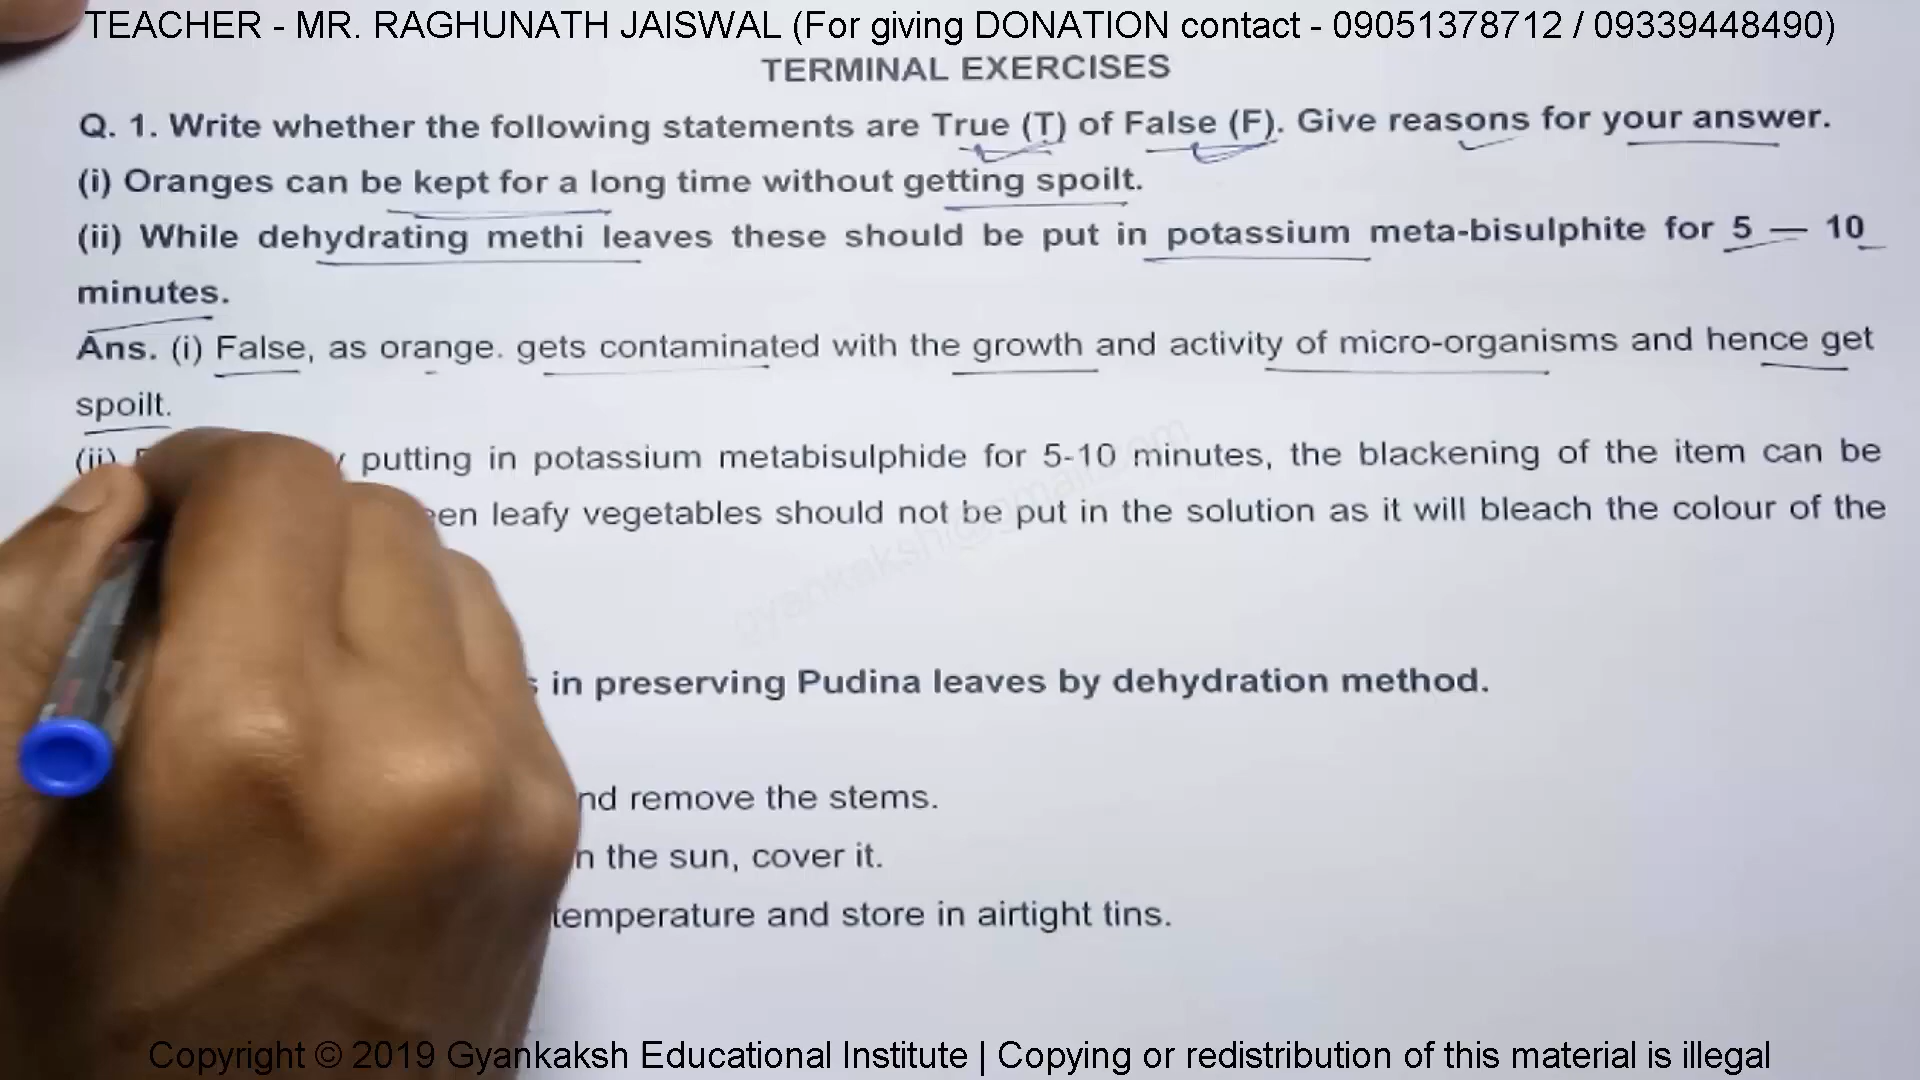 TEACHER - MR. RAGHUNATH JAISWAL (For giving DONATION contact - 09051378712 / 09339448490)
TERMINAL EXERCISES
Q. 1. Write whether the following statements are True (T) of False (F). Give reasons for your answer.
(i) Oranges can be kept for a long time without getting spoilt.
(ii) While dehydrating methi leaves these should be put in potassium meta-bisulphite for 5 — 10
minutes.
Ans. (i) False, as orange. gets contaminated with the growth and activity of micro-organisms and hence get
spoilt.
(ii) putting in potassium metabisulphide for 5-10 minutes, the blackening of the item can be
leafy vegetables should not be put in the solution as it will bleach the colour of the
gyankaksh@gmail.com
in preserving Pudina leaves by dehydration method.
remove the stems.
the sun, cover it.
temperature and store in airtight tins.
Copyright © 2019 Gyankaksh Educational Institute | Copying or redistribution of this material is illegal